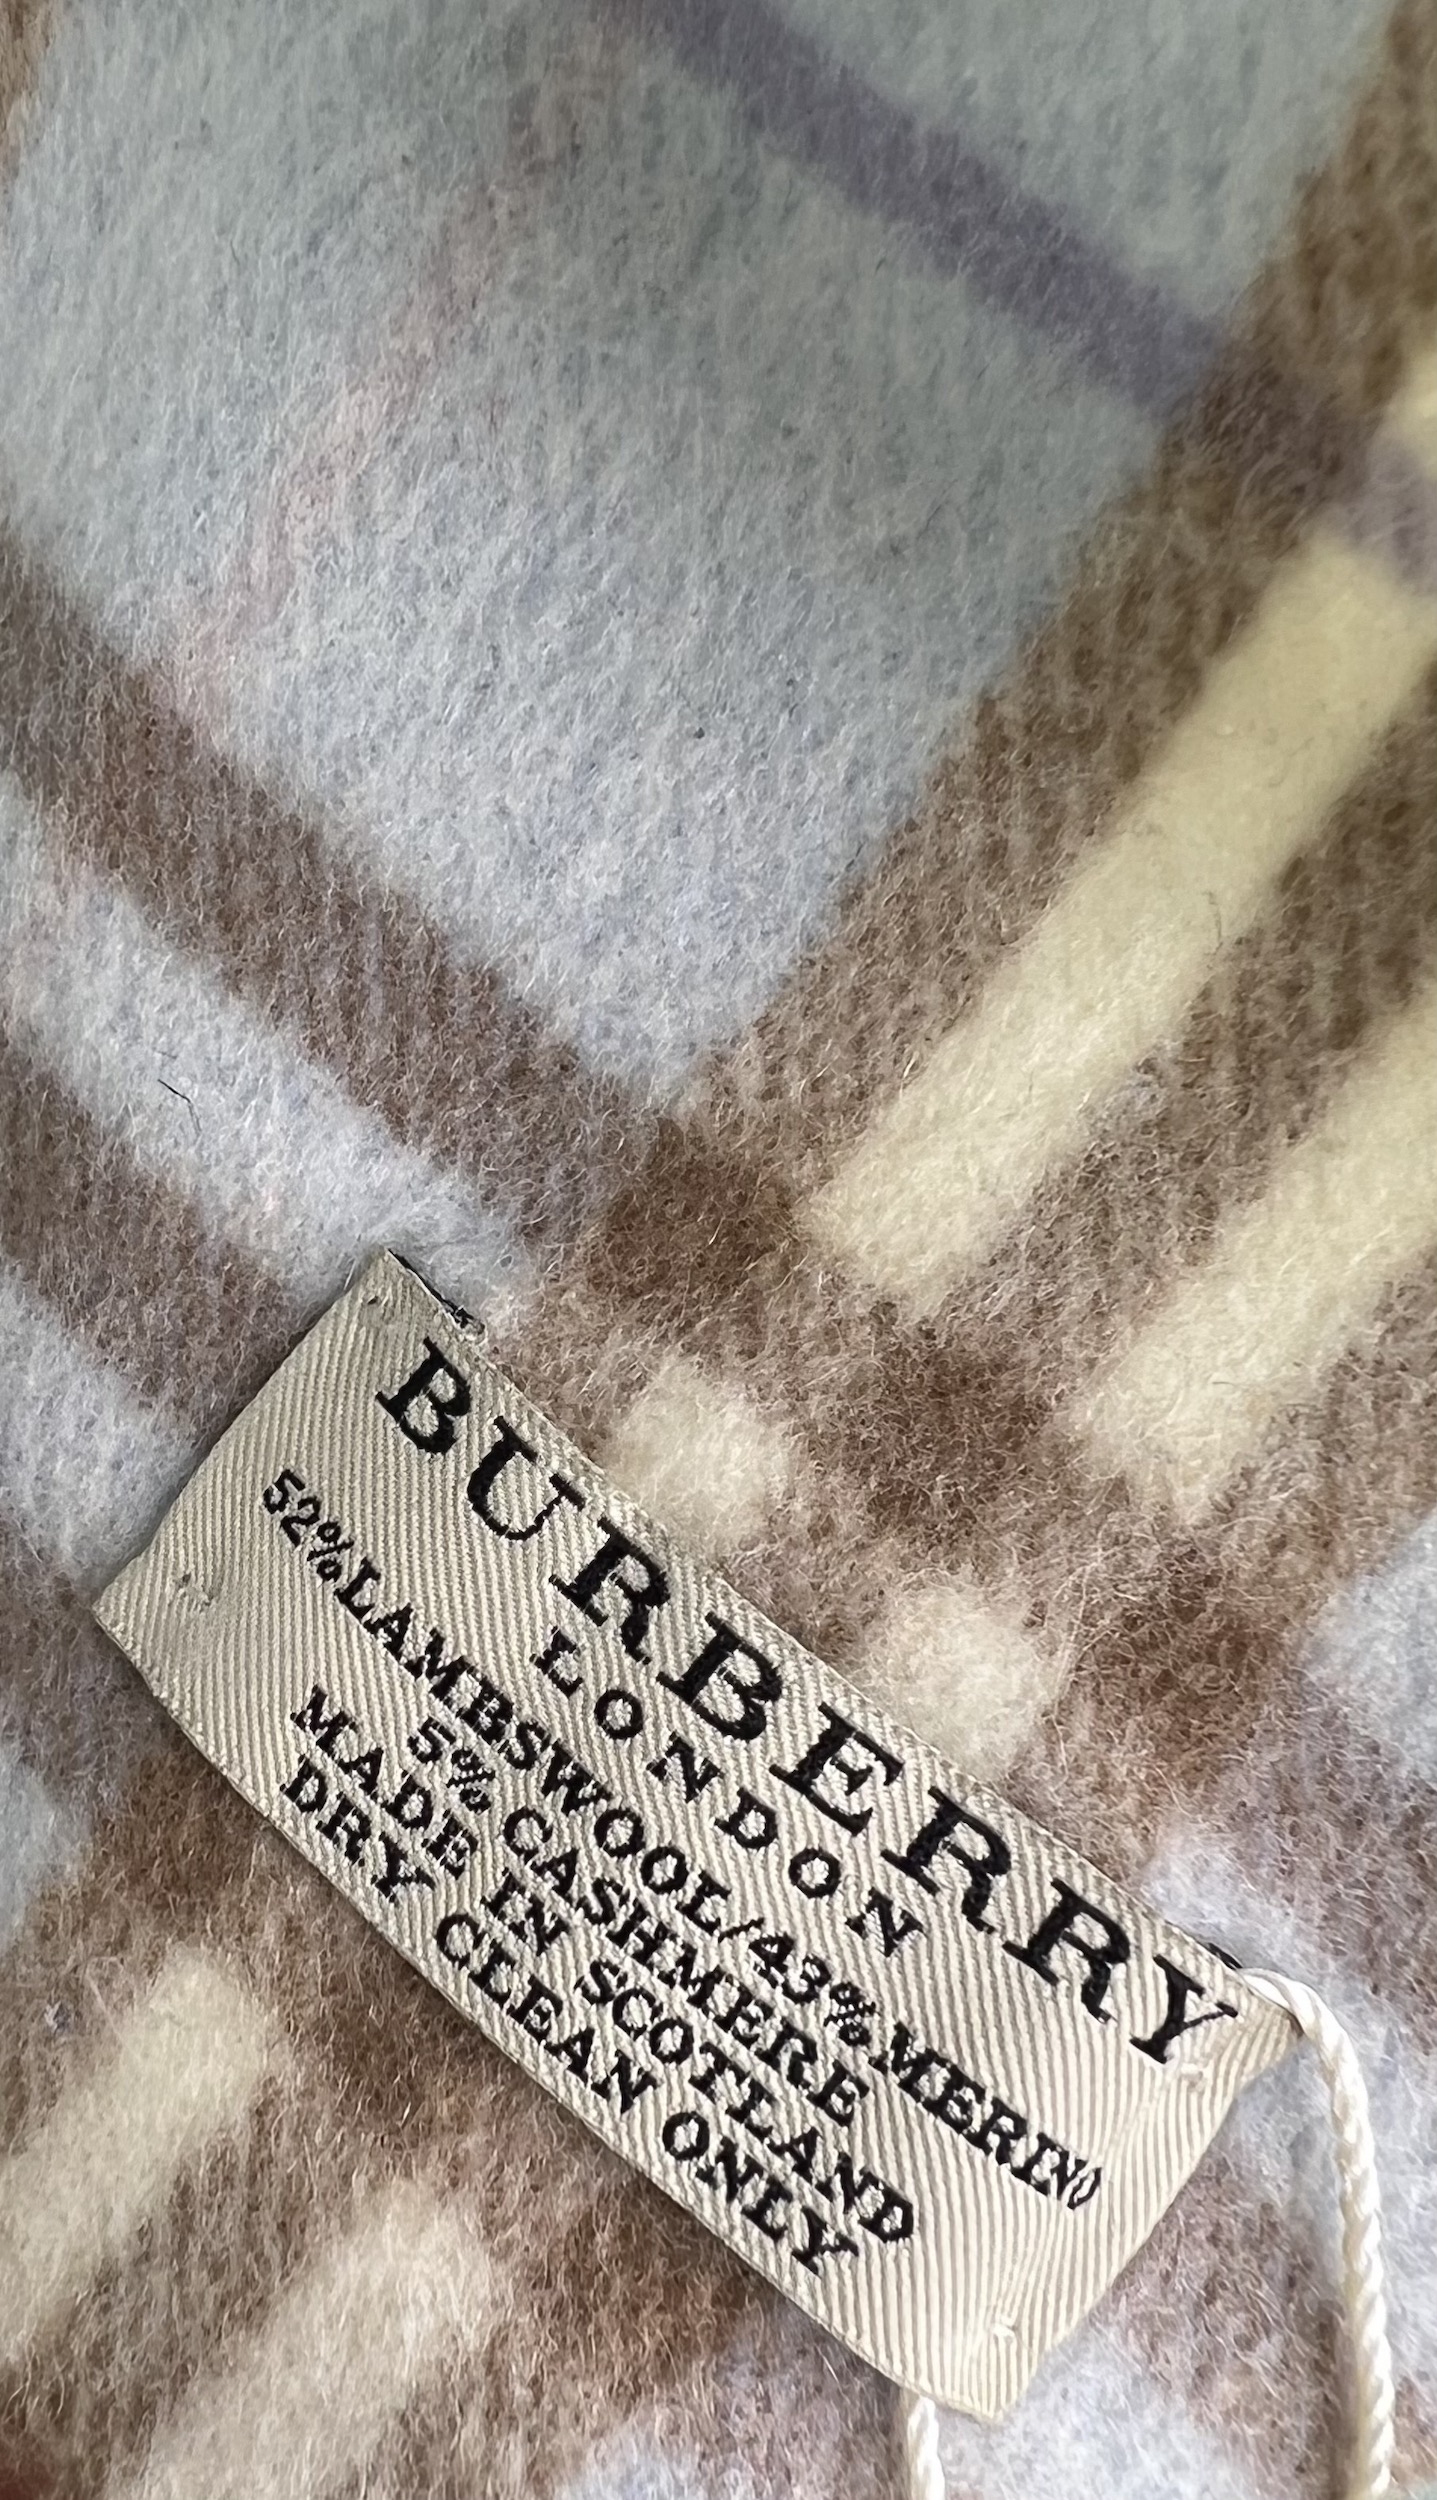 BURBERRY
LONDON
52%LAMBSWOOL/43%MERINO
5% CASHMERE
MADE IN SCOTLAND
DRY CLEAN ONLY